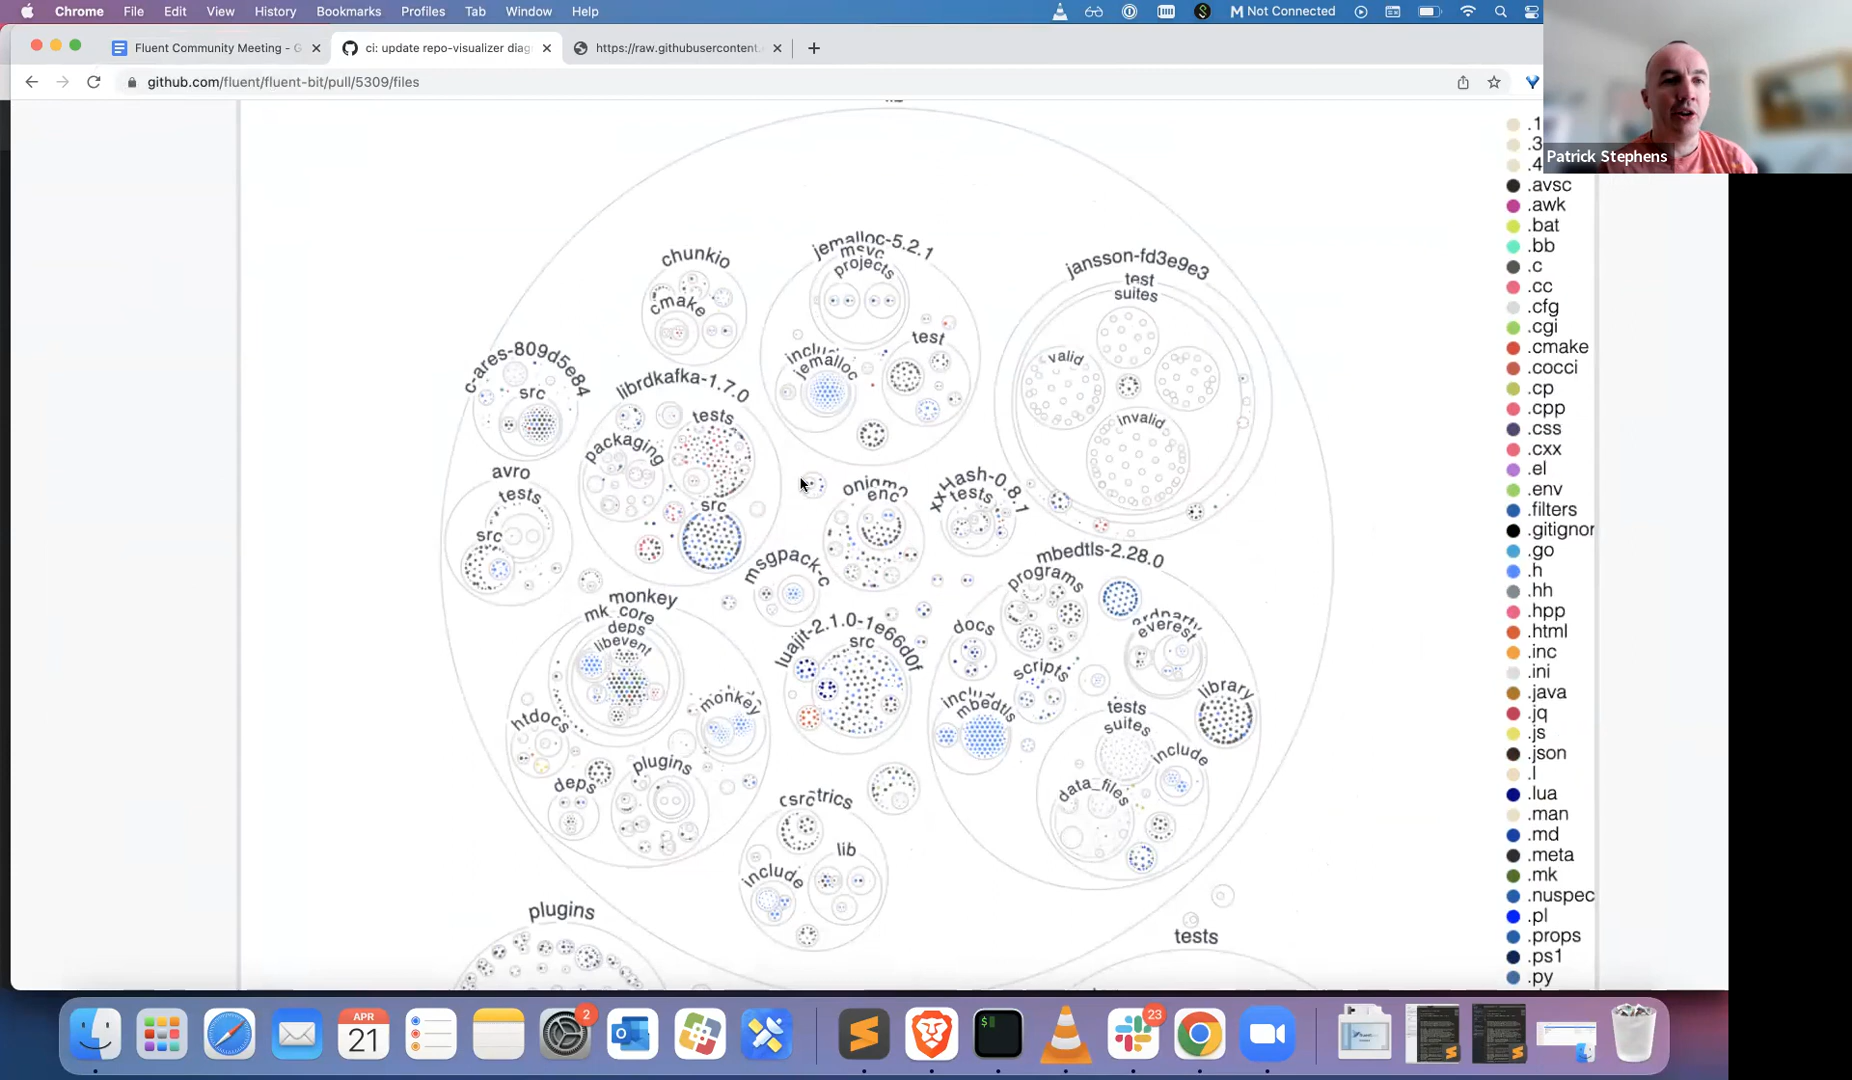 Chrome File Edit View History Bookmarks Profiles Tab Window Help
Not Connected
Fluent Community Meeting - G
ci: update repo-visualizer diag
https://raw.githubusercontent.
github.com/fluent/fluent-bit/pull/5309/files
Patrick Stephens
chunkio
cmake
jemalloc-5.2.1
msvc
projects
test
jemalloc
jansson-fd3e9e3
test
suites
valid
invalid
c-ares-809d5e84
src
librdkafka-1.7.0
tests
packaging
src
avro
tests
src
enc
xxHash-0.8.1
tests
msgpack-c
mbedtls-2.28.0
programs
everest
docs
scripts
library
mbedtls
tests
suites
include
data_files
monkey
mk_core
deps
libevent
monkey
htdocs
plugins
deps
luajit-2.1.0-1e66d0f
src
src
lib
include
plugins
tests
.1
.3
.4
.avsc
.awk
.bat
.bb
.c
.cc
.cfg
.cgi
.cmake
.cocci
.cp
.cpp
.css
.cxx
.el
.env
.filters
.gitignor
.go
.h
.hh
.hpp
.html
.inc
.ini
.java
.jq
.js
.json
.l
.lua
.man
.md
.meta
.mk
.nuspec
.pl
.props
.ps1
.py
APR
21
2
23